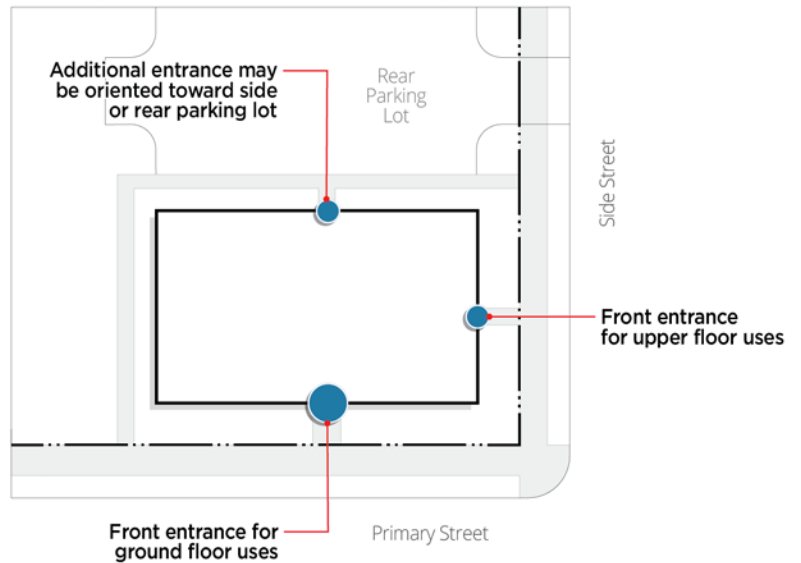 Additional entrance may
be oriented toward side
or rear parking lot
Rear
Parking
Lot
Side Street
Front entrance
for upper floor uses
Front entrance for
ground floor uses
Primary Street